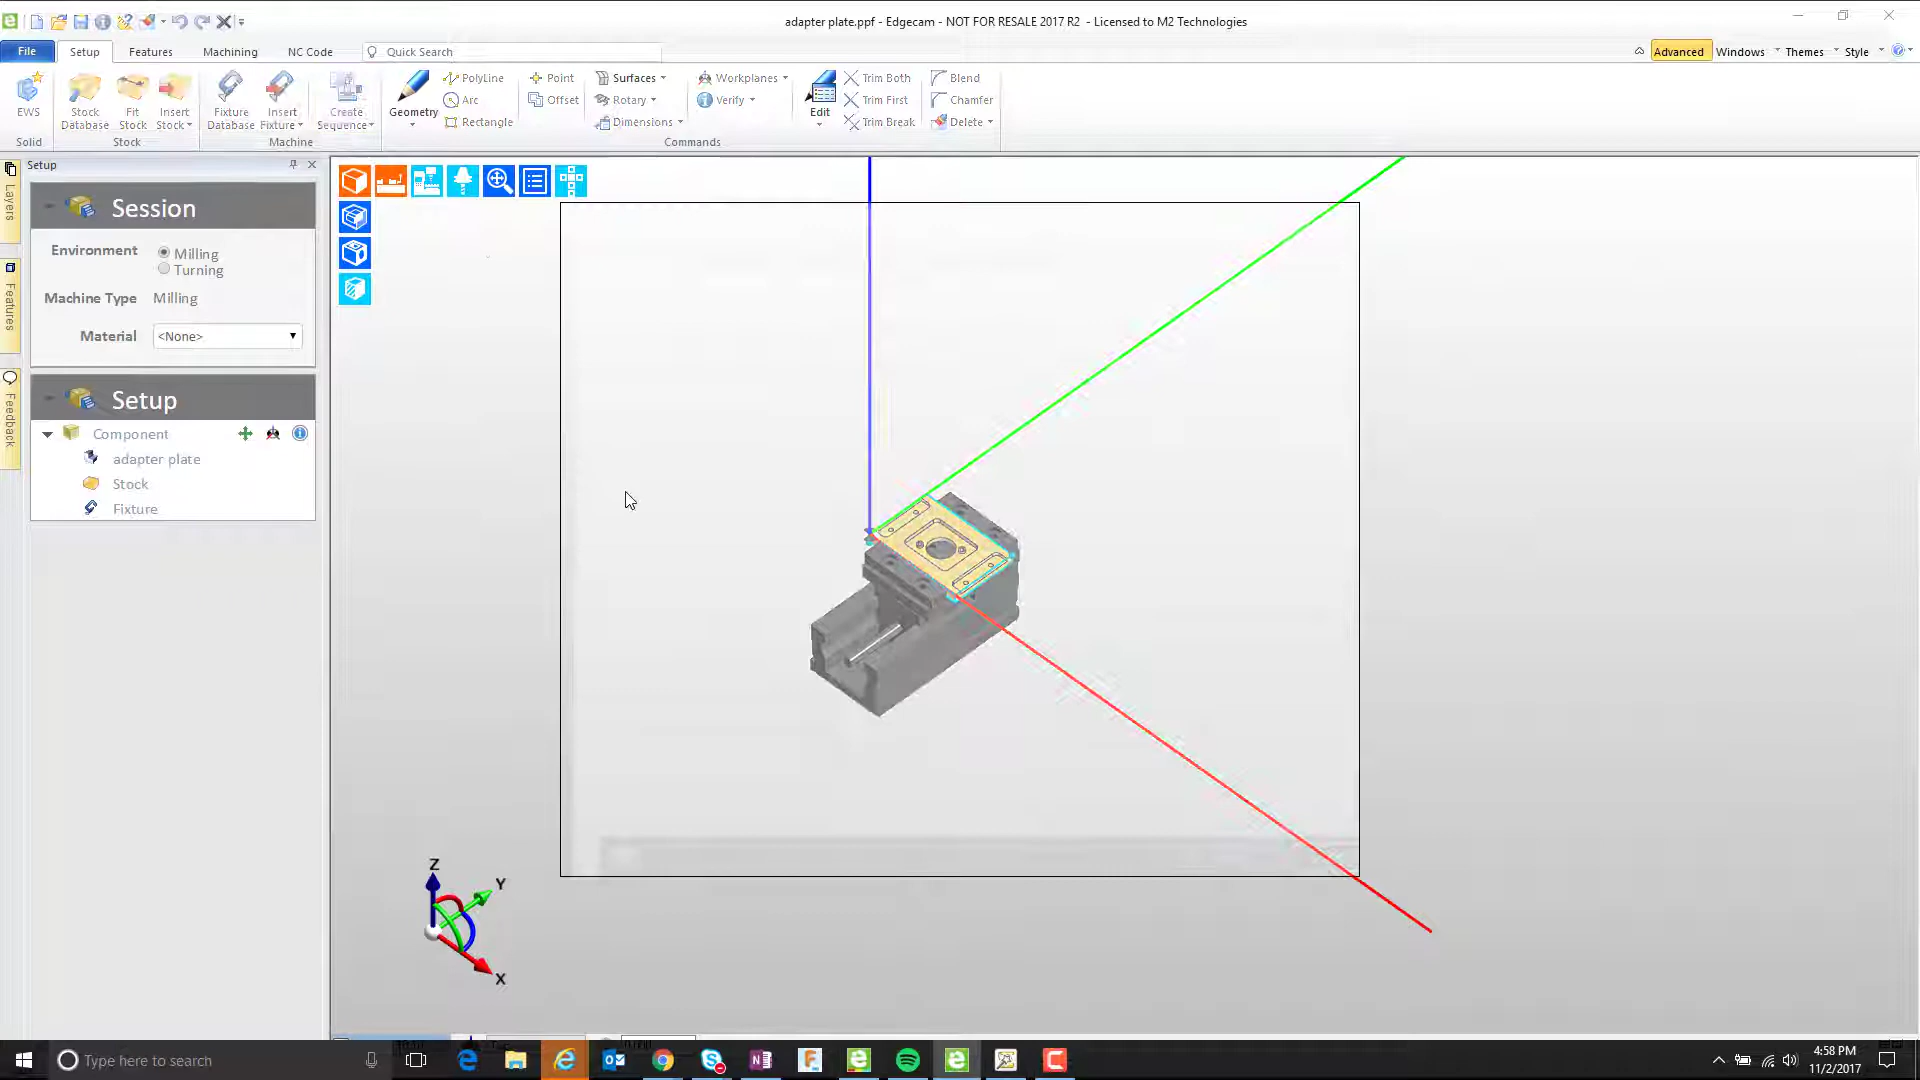 adapter plate.ppf - Edgecam - NOT FOR RESALE 2017 R2 - Licensed to M2 Technologies
File Setup Features Machining NC Code Quick Search Advanced Windows Themes Style
EWS
Stock Database
Fit Stock
Insert Stock
Fixture Database
Insert Fixture
Create Sequence
Geometry
PolyLine
Arc
Rectangle
Point
Offset
Surfaces
Rotary
Dimensions
Workplanes
Verify
Edit
Trim Both
Trim First
Trim Break
Blend
Chamfer
Delete
Solid Stock Machine Commands
Setup
Layers
Features
Feedback
Session
Environment Milling
Turning
Machine Type Milling
Material <None>
Setup
Component
adapter plate
Stock
Fixture
Z
Y
X
Type here to search
4:58 PM
11/2/2017